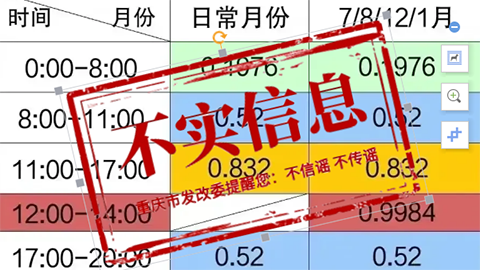 时间 月份 日常月份 7/8/12/1月
0:00-8:00 0.1976 0.1976
8:00-11:00 0.52 0.52
11:00-17:00 0.832 0.832
12:00-14:00 0.9984
17:00-20:00 0.52 0.52
不实信息
重庆市发改委提醒您:不信谣 不传谣